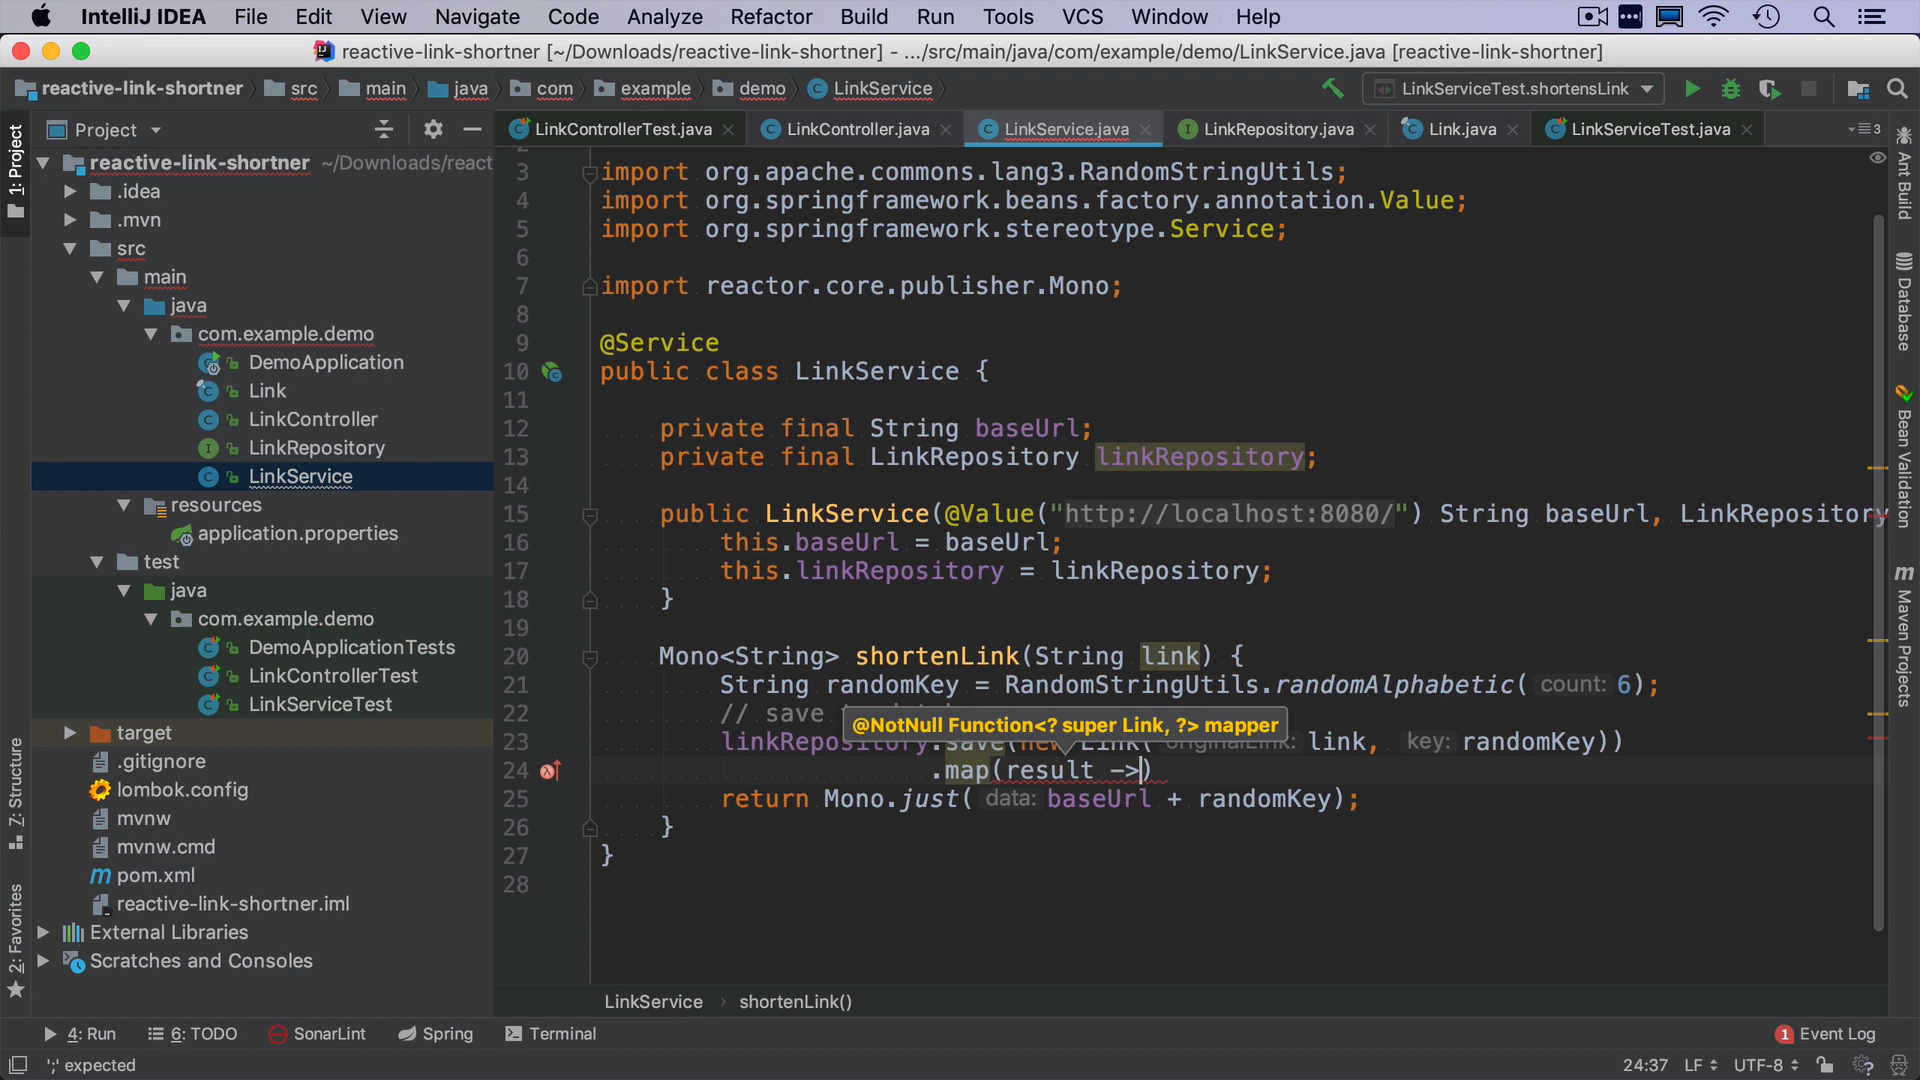 IntelliJ IDEA File Edit View Navigate Code Analyze Refactor Build Run Tools VCS Window Help
reactive-link-shortner [~/Downloads/reactive-link-shortner] - .../src/main/java/com/example/demo/LinkService.java [reactive-link-shortner]
reactive-link-shortner src main java com example demo LinkService LinkServiceTest.shortensLink
Project
LinkControllerTest.java LinkController.java LinkService.java LinkRepository.java Link.java LinkServiceTest.java 3
reactive-link-shortner ~/Downloads/react
.idea
.mvn
src
main
java
com.example.demo
DemoApplication
Link
LinkController
LinkRepository
LinkService
resources
application.properties
test
java
com.example.demo
DemoApplicationTests
LinkControllerTest
LinkServiceTest
target
.gitignore
lombok.config
mvnw
mvnw.cmd
pom.xml
reactive-link-shortner.iml
External Libraries
Scratches and Consoles
1: Project
Z: Structure
2: Favorites
3 import org.apache.commons.lang3.RandomStringUtils;
4 import org.springframework.beans.factory.annotation.Value;
5 import org.springframework.stereotype.Service;
6
7 import reactor.core.publisher.Mono;
8
9 @Service
10 public class LinkService {
11
12 private final String baseUrl;
13 private final LinkRepository linkRepository;
14
15 public LinkService(@Value("http://localhost:8080/") String baseUrl, LinkRepository
16 this.baseUrl = baseUrl;
17 this.linkRepository = linkRepository;
18 }
19
20 Mono<String> shortenLink(String link) {
21 String randomKey = RandomStringUtils.randomAlphabetic( count: 6);
22 // save
@NotNull Function<? super Link, ?> mapper
23 linkRepository.save(new Link( originalLink: link, key: randomKey))
24 .map(result ->)
25 return Mono.just( data: baseUrl + randomKey);
26 }
27 }
28
LinkService shortenLink()
Ant Build
Database
Bean Validation
Maven Projects
4: Run 6: TODO SonarLint Spring Terminal 1 Event Log
';' expected 24:37 LF UTF-8